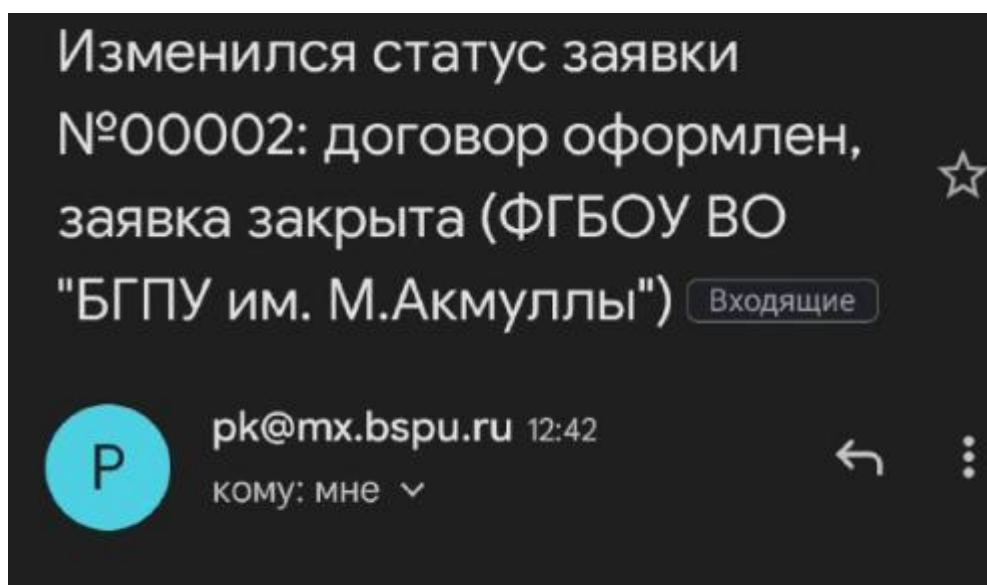 Изменился статус заявки
№00002: договор оформлен,
заявка закрыта (ФГБОУ ВО
"БГПУ им. М.Акмуллы") Входящие
P
pk@mx.bspu.ru 12:42
кому: мне